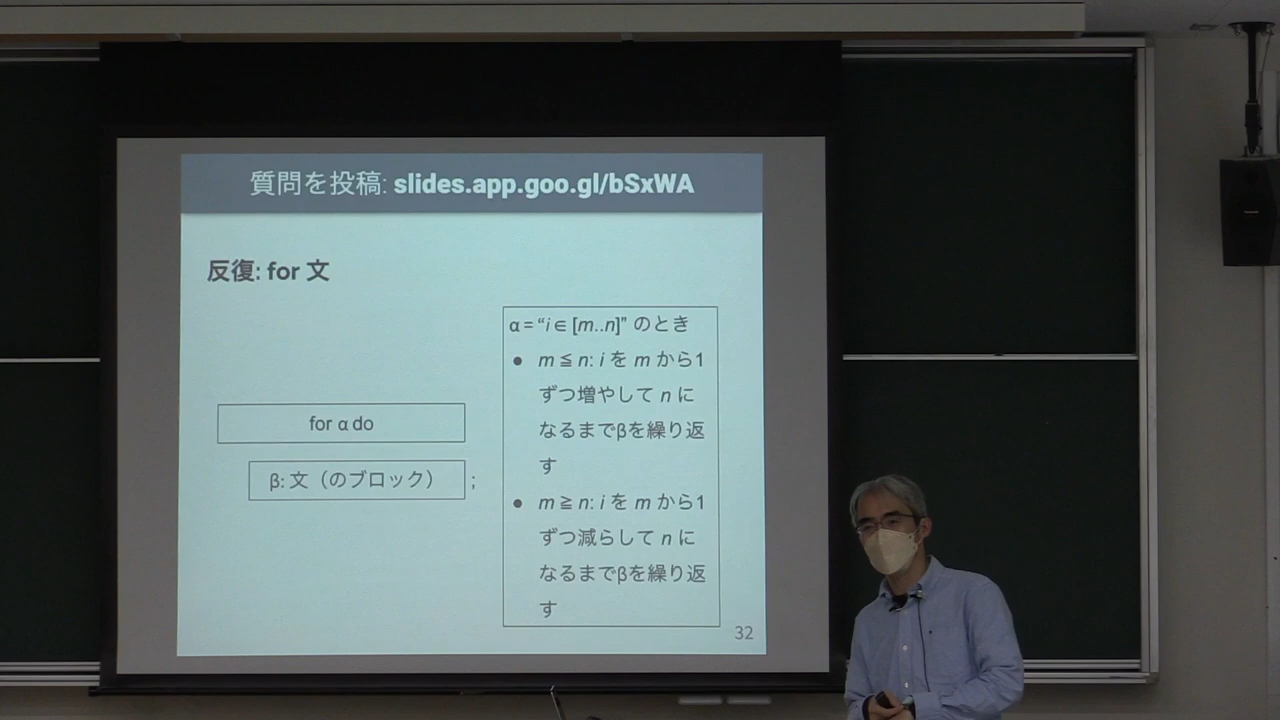 質問を投稿: slides.app.goo.gl/bSxWA
反復: for 文
for α do
β: 文（のブロック） ;
α = “i ∈ [m..n]” のとき
● m ≦ n: i を m から1
ずつ増やして n に
なるまでβを繰り返
す
● m ≧ n: i を m から1
ずつ減らして n に
なるまでβを繰り返
す
32